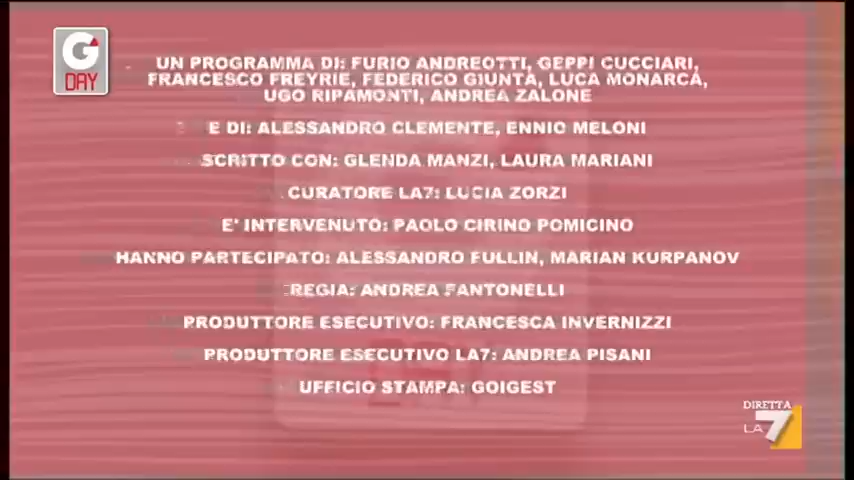 G
DAY
UN PROGRAMMA DI: FURIO ANDREOTTI, GEPPI CUCCIARI,
FRANCESCO FREYRIE, FEDERICO GIUNTA, LUCA MONARCA,
UGO RIPAMONTI, ANDREA ZALONE
E DI: ALESSANDRO CLEMENTE, ENNIO MELONI
SCRITTO CON: GLENDA MANZI, LAURA MARIANI
CURATORE LA7: LUCIA ZORZI
E' INTERVENUTO: PAOLO CIRINO POMICINO
HANNO PARTECIPATO: ALESSANDRO FULLIN, MARIAN KURPANOV
REGIA: ANDREA FANTONELLI
PRODUTTORE ESECUTIVO: FRANCESCA INVERNIZZI
PRODUTTORE ESECUTIVO LA7: ANDREA PISANI
UFFICIO STAMPA: GOIGEST
DIRETTA
LA7